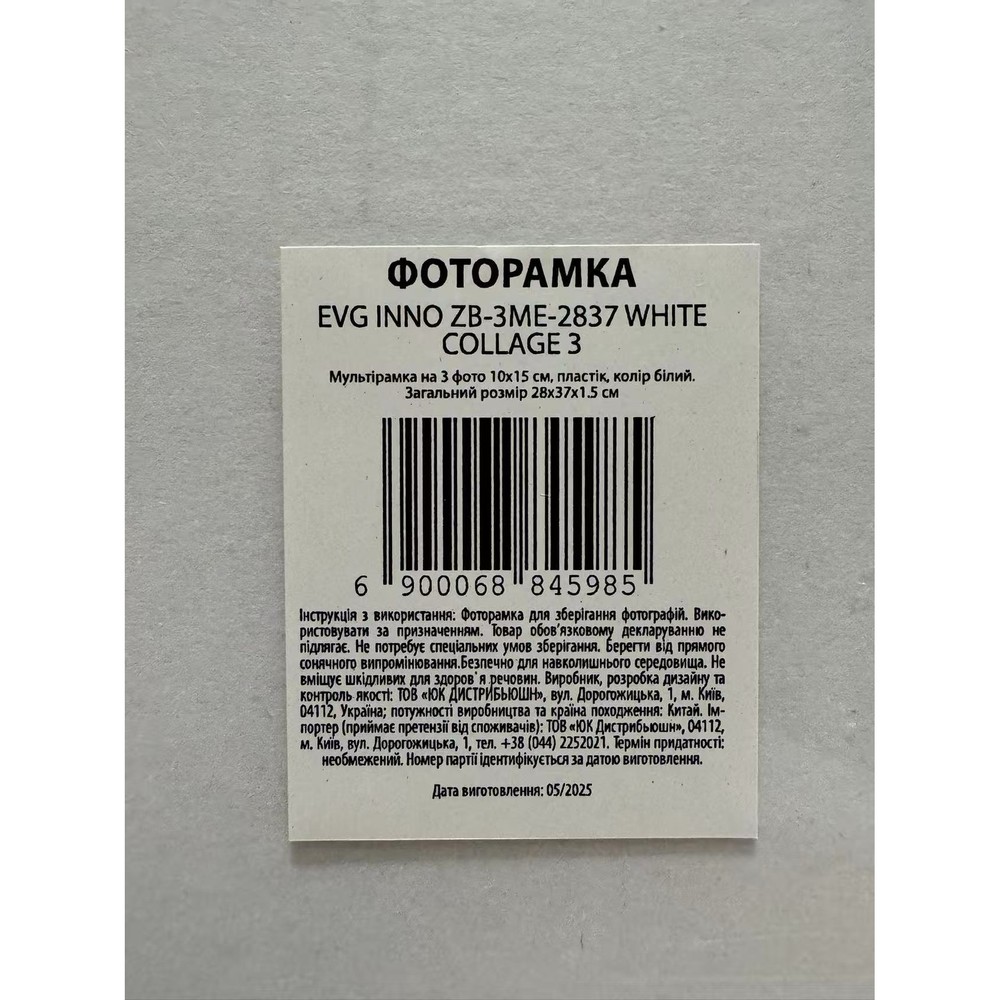 ФОТОРАМКА
EVG INNO ZB-3ME-2837 WHITE
COLLAGE 3
Мультірамка на 3 фото 10х15 см, пластік, колір білий.
Загальний розмір 28х37х1.5 см
6 900068 845985
Інструкція з використання: Фоторамка для зберігання фотографій. Вико-
ристовувати за призначенням. Товар обов'язковому декларуванню не
підлягає. Не потребує спеціальних умов зберігання. Берегти від прямого
сонячного випромінювання.Безпечно для навколишнього середовища. Не
вміщує шкідливих для здоров`я речовин. Виробник, розробка дизайну та
контроль якості: ТОВ «ЮК ДИСТРИБЬЮШН», вул. Дорогожицька, 1, м. Київ,
04112, Україна; потужності виробництва та країна походження: Китай. Ім-
портер (приймає претензії від споживачів): ТОВ «ЮК Дистрибьюшн», 04112,
м. Київ, вул. Дорогожицька, 1, тел. +38 (044) 2252021. Термін придатності:
необмежений. Номер партії ідентифікується за датою виготовлення.
Дата виготовлення: 05/2025